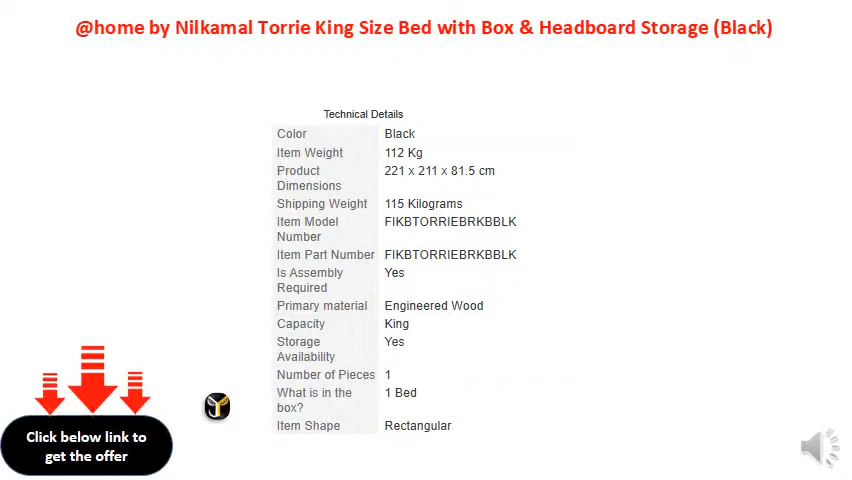 @home by Nilkamal Torrie King Size Bed with Box & Headboard Storage (Black)
Technical Details
Color Black
Item Weight 112 Kg
Product 221 x 211 x 81.5 cm
Dimensions
Shipping Weight 115 Kilograms
Item Model FIKBTORRIEBRKBBLK
Number
Item Part Number FIKBTORRIEBRKBBLK
Is Assembly Yes
Required
Primary material Engineered Wood
Capacity King
Storage Yes
Availability
Number of Pieces 1
What is in the 1 Bed
box?
Item Shape Rectangular
Click below link to
get the offer